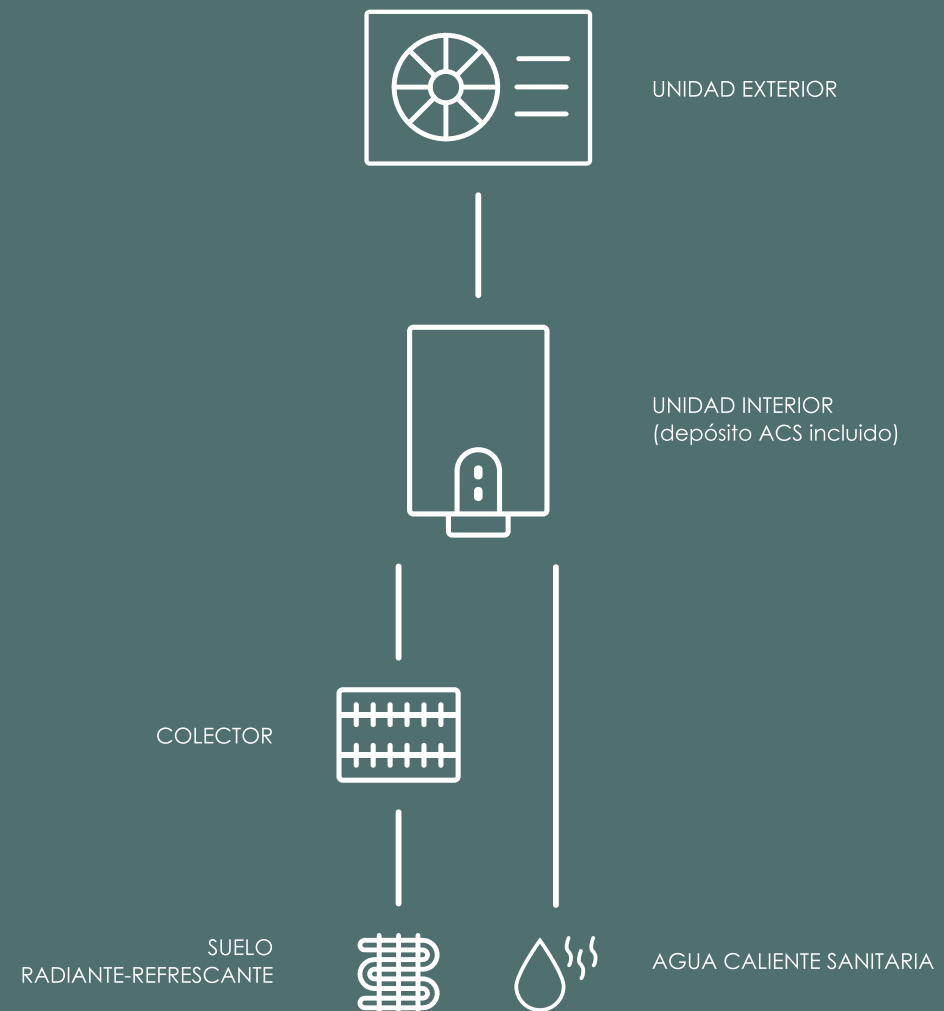 UNIDAD EXTERIOR
UNIDAD INTERIOR
(depósito ACS incluido)
COLECTOR
SUELO
RADIANTE-REFRESCANTE
AGUA CALIENTE SANITARIA